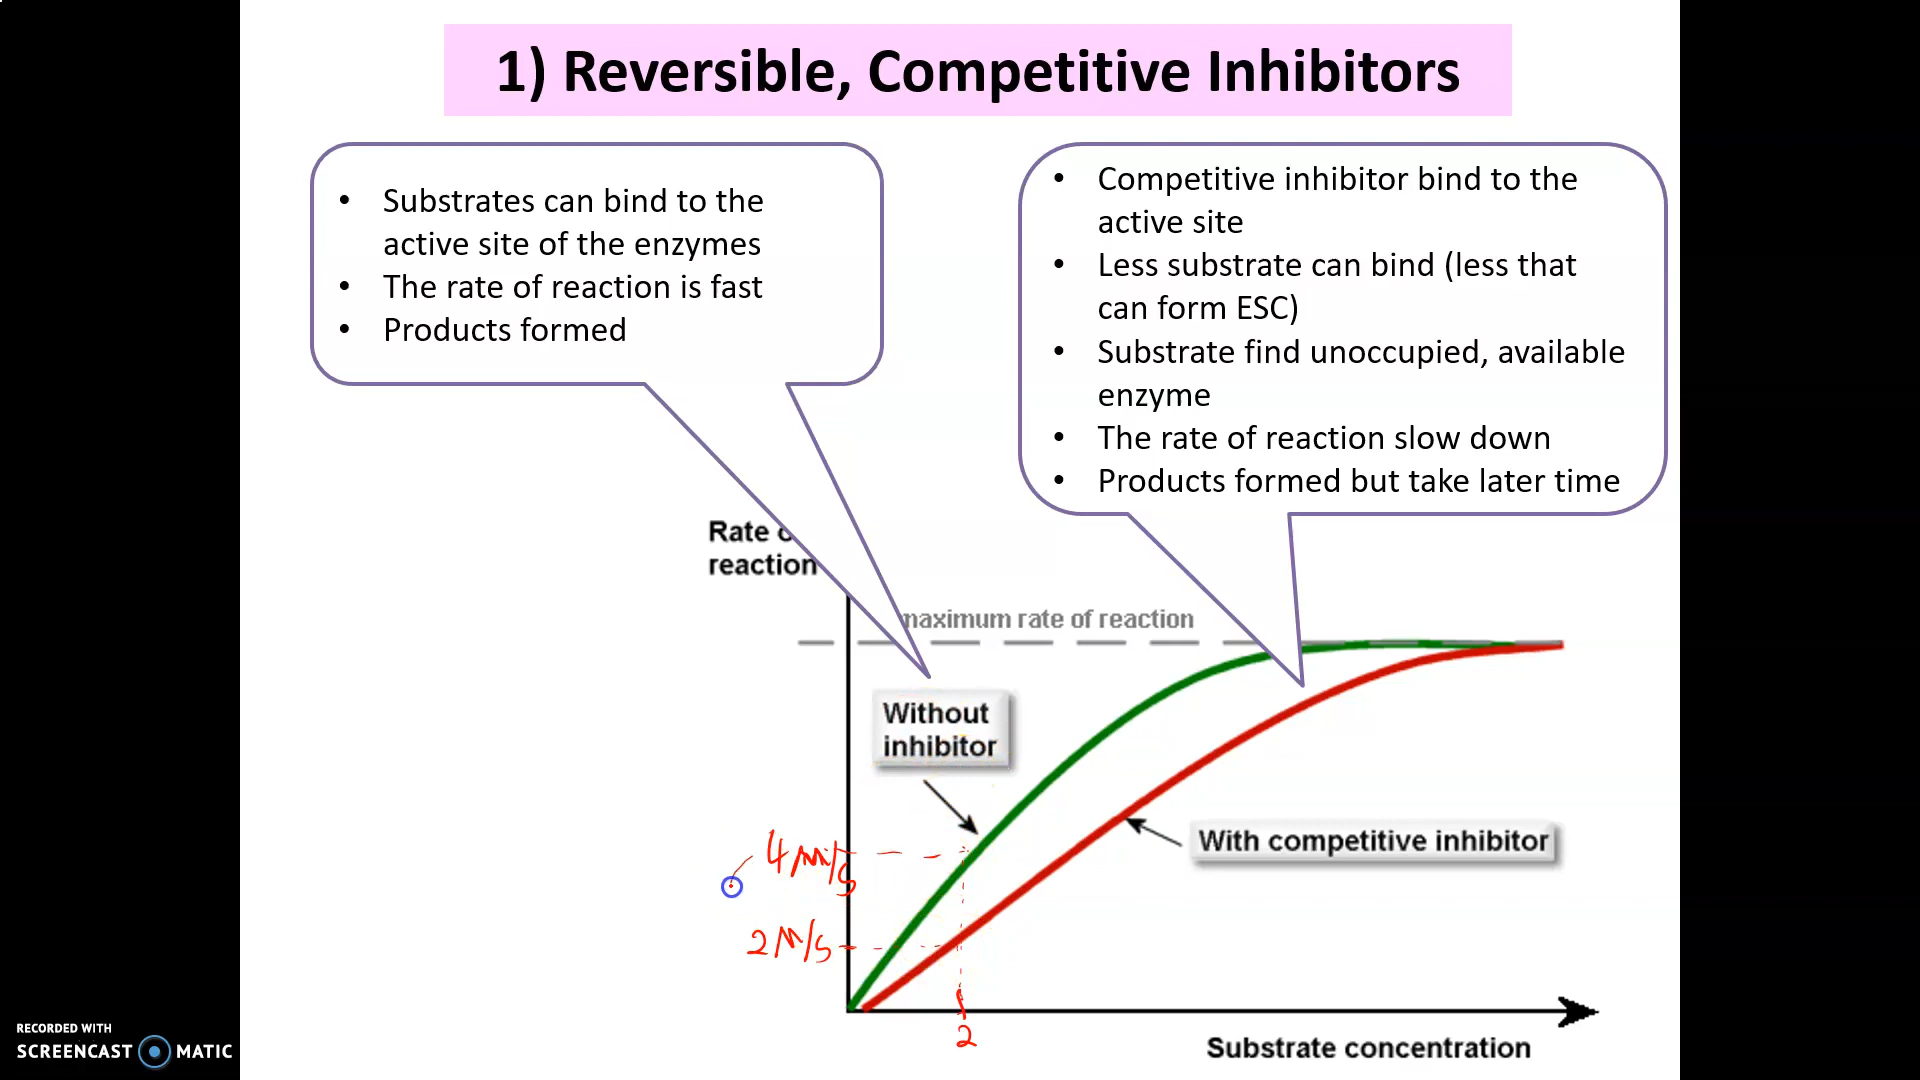 1) Reversible, Competitive Inhibitors
• Substrates can bind to the
active site of the enzymes
• The rate of reaction is fast
• Products formed
• Competitive inhibitor bind to the
active site
• Less substrate can bind (less that
can form ESC)
• Substrate find unoccupied, available
enzyme
• The rate of reaction slow down
• Products formed but take later time
Rate o
reaction
maximum rate of reaction
Without
inhibitor
With competitive inhibitor
4 M/s
2 M/s
2
Substrate concentration
RECORDED WITH
SCREENCAST MATIC